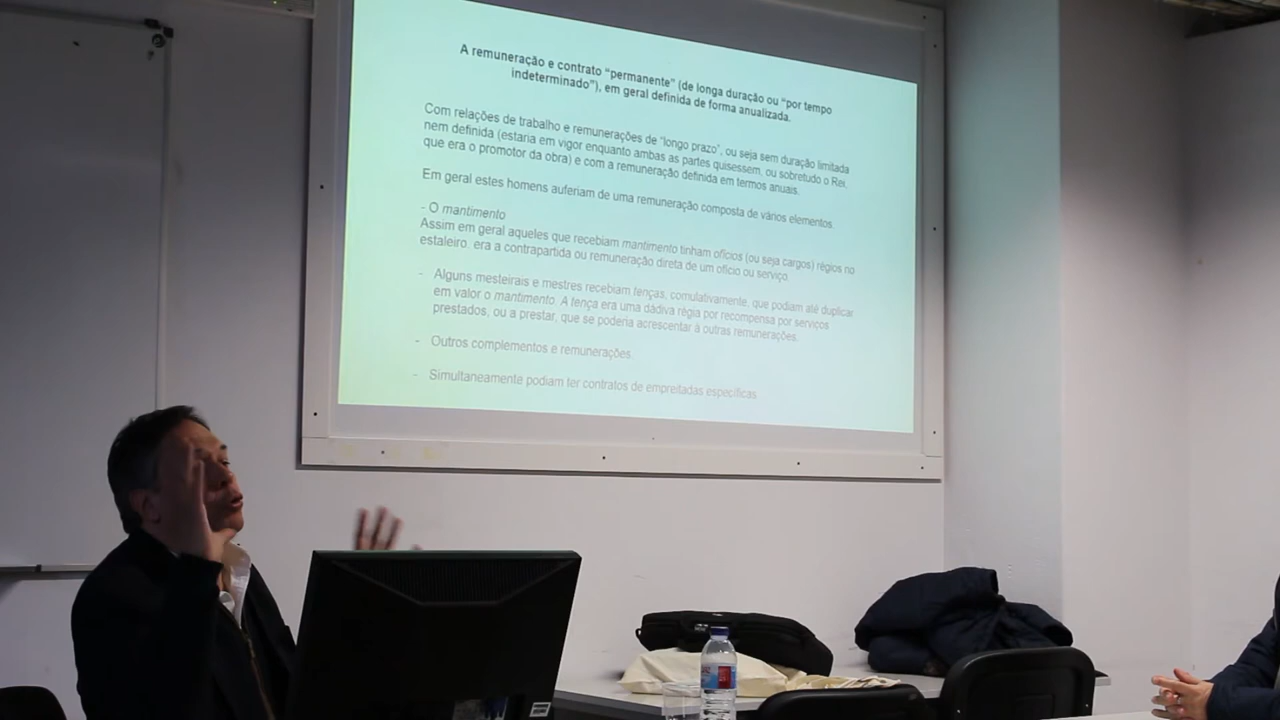 A remuneração e contrato “permanente” (de longa duração ou “por tempo
indeterminado”), em geral definida de forma anualizada.
Com relações de trabalho e remunerações de “longo prazo”, ou seja sem duração limitada
nem definida (estaria em vigor enquanto ambas as partes quisessem, ou sobretudo o Rei,
que era o promotor da obra) e com a remuneração definida em termos anuais.
Em geral estes homens auferiam de uma remuneração composta de vários elementos.
- O mantimento
Assim em geral aqueles que recebiam mantimento tinham ofícios (ou seja cargos) régios no
estaleiro, era a contrapartida ou remuneração direta de um ofício ou serviço.
- Alguns mesteirais e mestres recebiam tenças, comulativamente, que podiam até duplicar
em valor o mantimento. A tença era uma dádiva régia por recompensa por serviços
prestados, ou a prestar, que se poderia acrescentar à outras remunerações.
- Outros complementos e remunerações.
- Simultaneamente podiam ter contratos de empreitadas específicas.